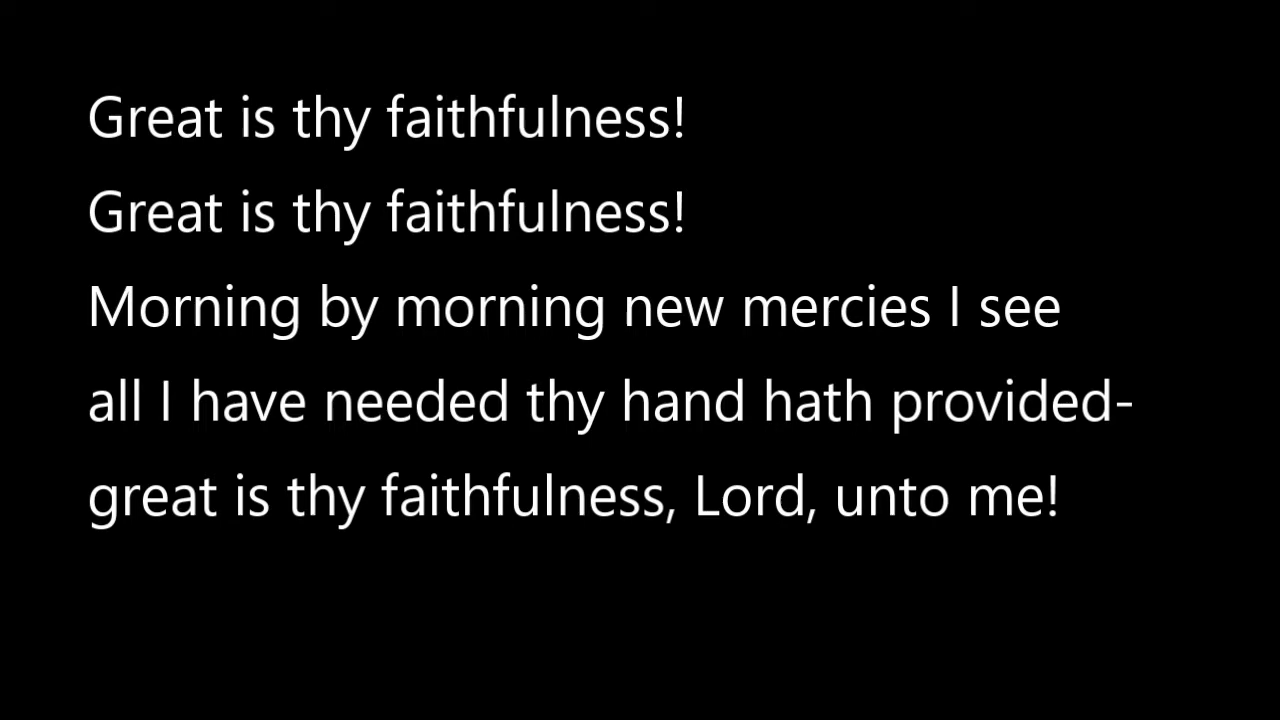 Great is thy faithfulness!
Great is thy faithfulness!
Morning by morning new mercies I see
all I have needed thy hand hath provided-
great is thy faithfulness, Lord, unto me!